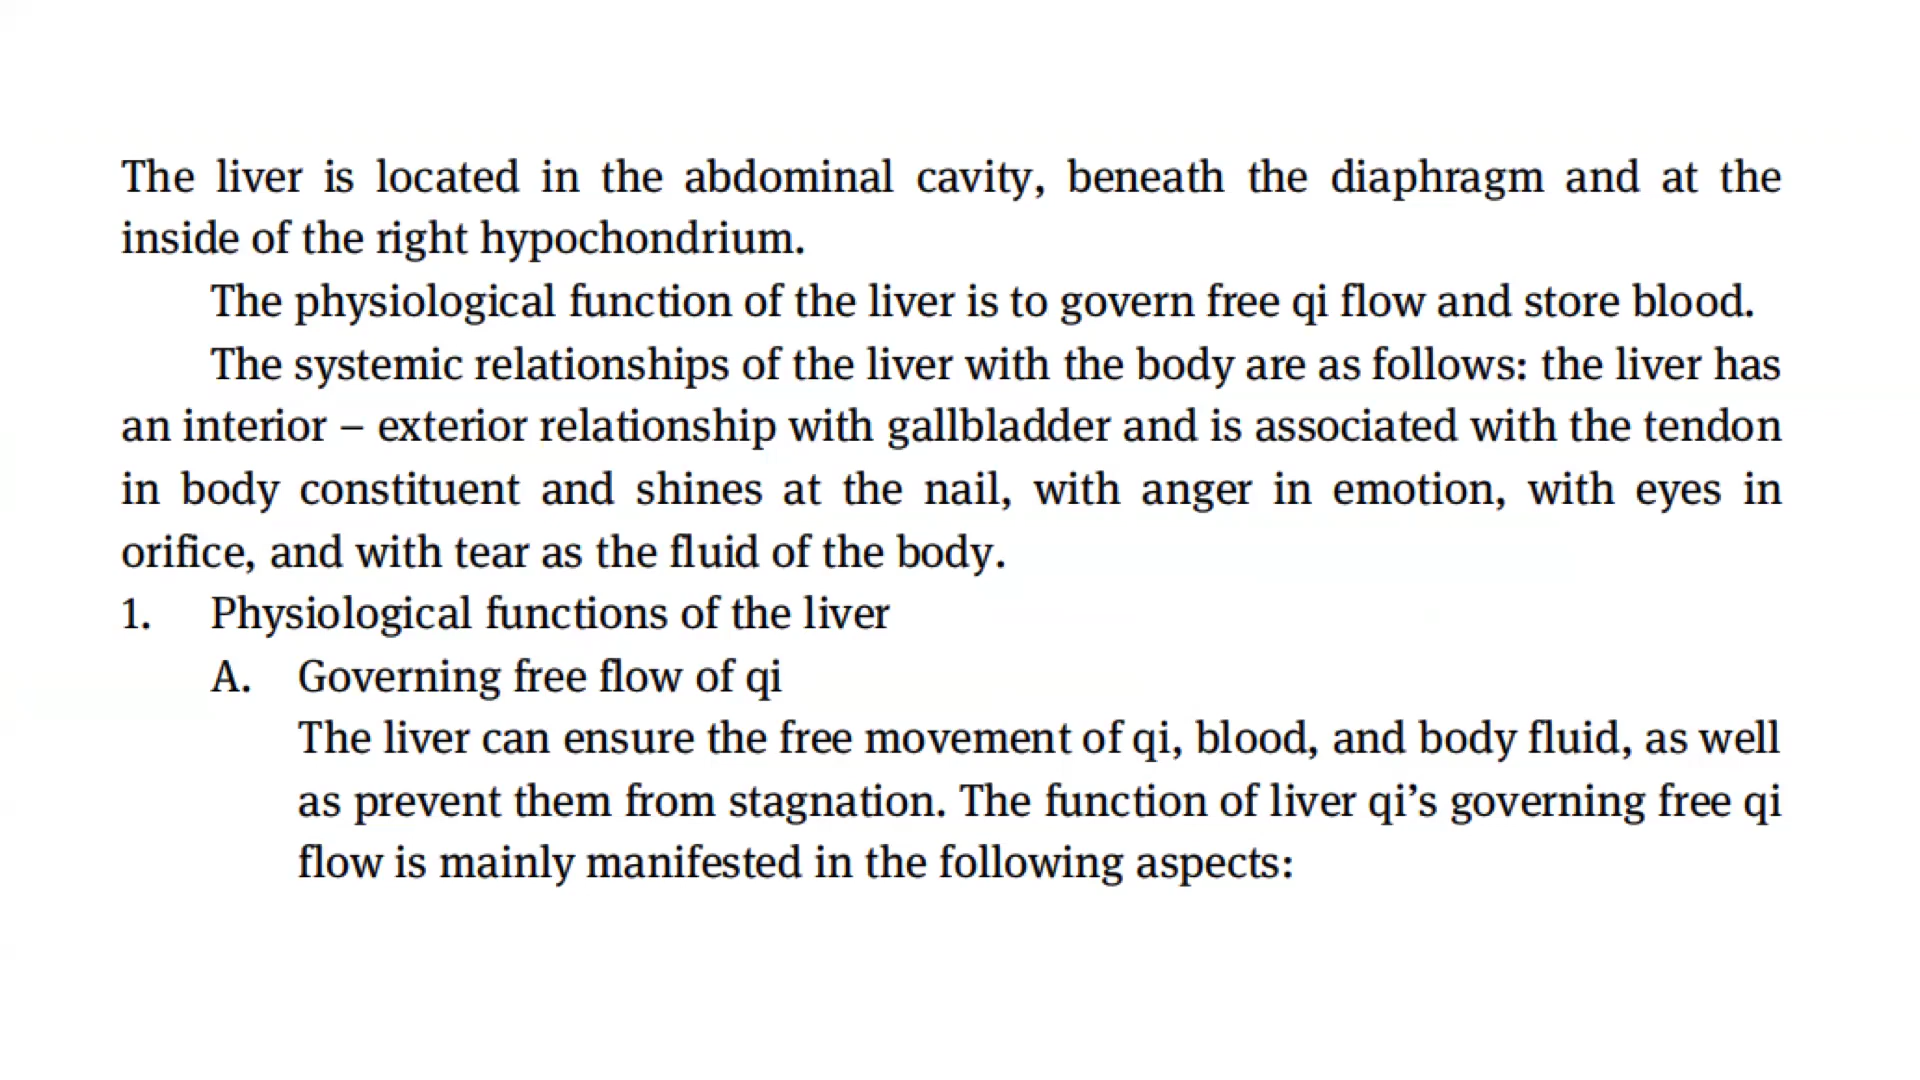 The liver is located in the abdominal cavity, beneath the diaphragm and at the
inside of the right hypochondrium.
The physiological function of the liver is to govern free qi flow and store blood.
The systemic relationships of the liver with the body are as follows: the liver has
an interior – exterior relationship with gallbladder and is associated with the tendon
in body constituent and shines at the nail, with anger in emotion, with eyes in
orifice, and with tear as the fluid of the body.
1. Physiological functions of the liver
A. Governing free flow of qi
The liver can ensure the free movement of qi, blood, and body fluid, as well
as prevent them from stagnation. The function of liver qi’s governing free qi
flow is mainly manifested in the following aspects: